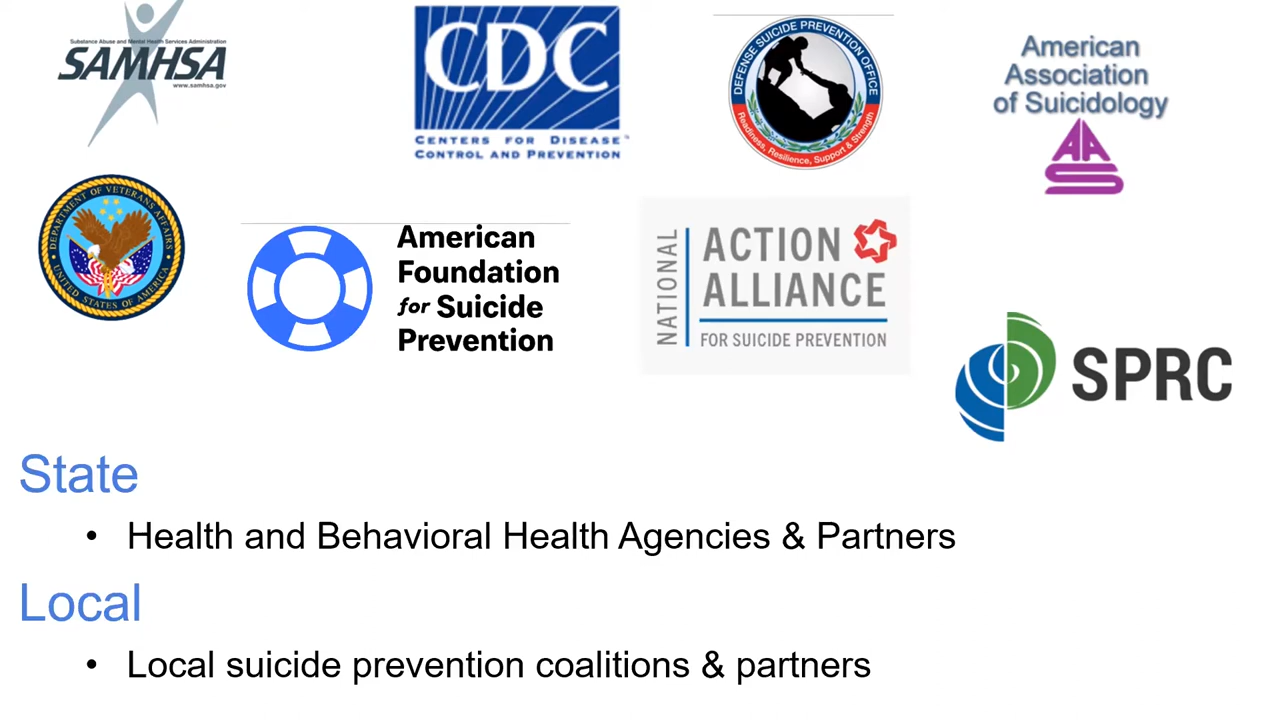 Substance Abuse and Mental Health Services Administration
SAMHSA
www.samhsa.gov
CDC
CENTERS FOR DISEASE
CONTROL AND PREVENTION
DEFENSE SUICIDE PREVENTION OFFICE
Readiness, Resilience, Support & Strength
American
Association
of Suicidology
AAS
DEPARTMENT OF VETERANS AFFAIRS
UNITED STATES OF AMERICA
American
Foundation
for Suicide
Prevention
NATIONAL
ACTION
ALLIANCE
FOR SUICIDE PREVENTION
SPRC
State
• Health and Behavioral Health Agencies & Partners
Local
• Local suicide prevention coalitions & partners